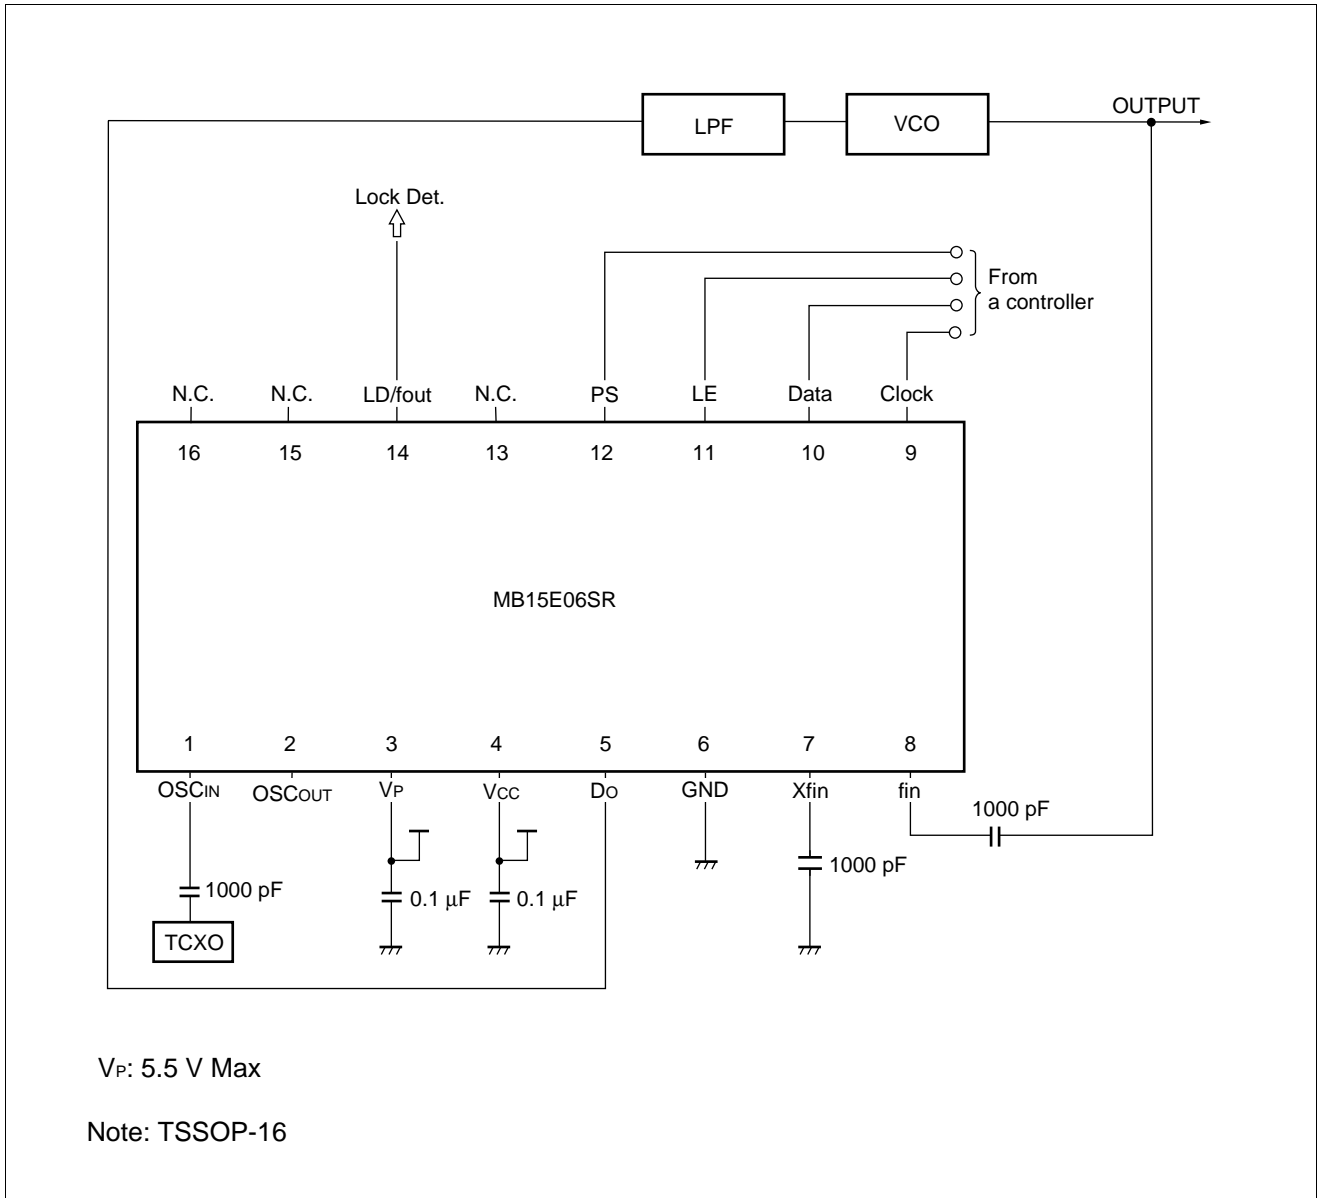 OUTPUT
LPF
VCO
Lock Det.
From
a controller
N.C.
N.C.
LD/fout
N.C.
PS
LE
Data
Clock
16
15
14
13
12
11
10
9
MB15E06SR
1
2
3
4
5
6
7
8
OSCIN
OSCOUT
VP
VCC
DO
GND
Xfin
fin
1000 pF
1000 pF
1000 pF
0.1 µF
0.1 µF
TCXO
VP: 5.5 V Max
Note: TSSOP-16